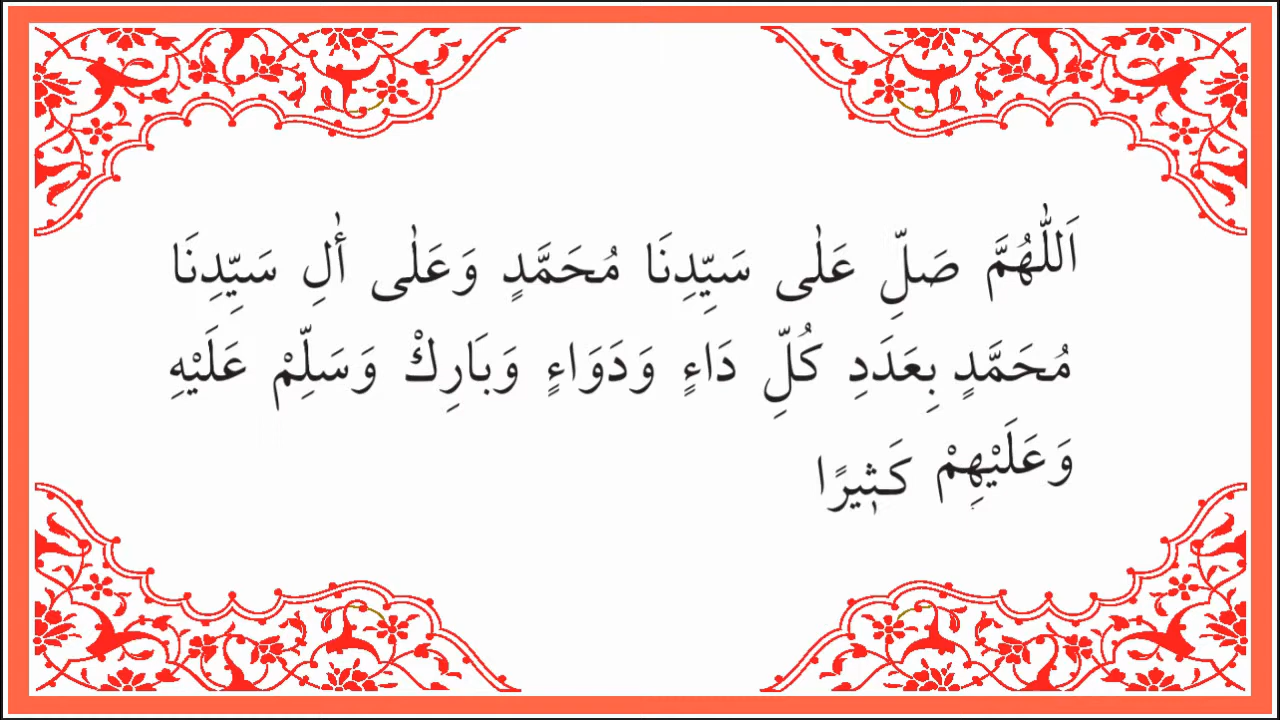 اَللّٰهُمَّ صَلِّ عَلٰى سَيِّدِنَا مُحَمَّدٍ وَعَلٰى أٰلِ سَيِّدِنَا
مُحَمَّدٍ بِعَدَدِ كُلِّ دَاءٍ وَدَوَاءٍ وَبَارِكْ وَسَلِّمْ عَلَيْهِ
وَعَلَيْهِمْ كَثٖيرًا